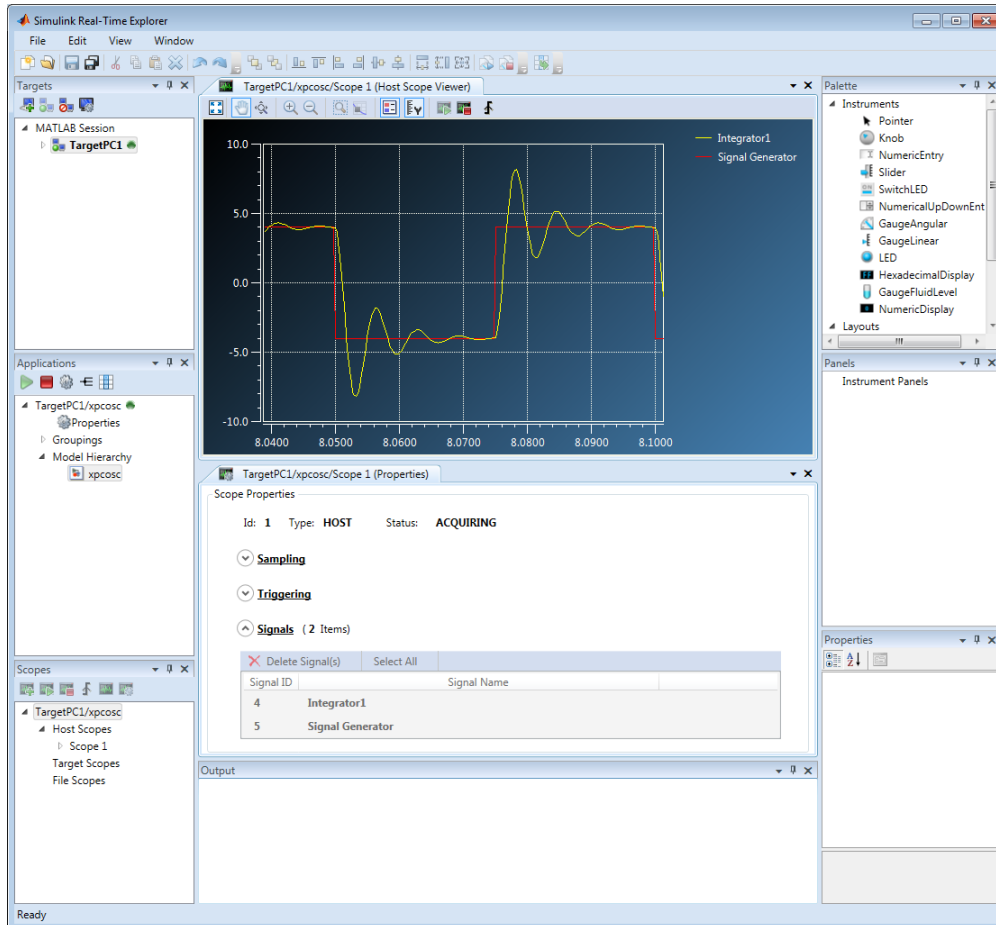 Simulink Real-Time Explorer
File Edit View Window
Targets
MATLAB Session
TargetPC1
Applications
TargetPC1/xpcosc
Properties
Groupings
Model Hierarchy
xpcosc
Scopes
TargetPC1/xpcosc
Host Scopes
Scope 1
Target Scopes
File Scopes
TargetPC1/xpcosc/Scope 1 (Host Scope Viewer)
Integrator1
Signal Generator
10.0
5.0
0.0
-5.0
-10.0
8.0400 8.0500 8.0600 8.0700 8.0800 8.0900 8.1000
TargetPC1/xpcosc/Scope 1 (Properties)
Scope Properties
Id: 1 Type: HOST Status: ACQUIRING
Sampling
Triggering
Signals ( 2 Items)
Delete Signal(s) Select All
Signal ID Signal Name
4 Integrator1
5 Signal Generator
Output
Palette
Instruments
Pointer
Knob
NumericEntry
Slider
SwitchLED
NumericalUpDownEnt
GaugeAngular
GaugeLinear
LED
HexadecimalDisplay
GaugeFluidLevel
NumericDisplay
Layouts
Panels
Instrument Panels
Properties
Ready